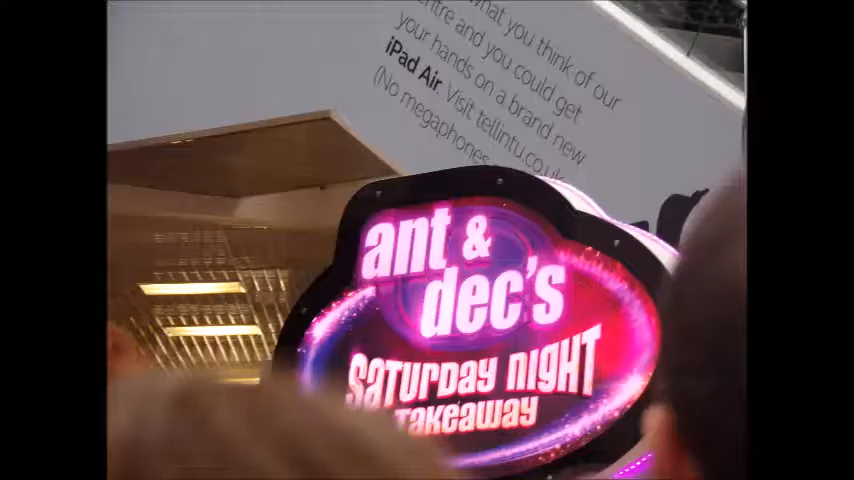 what you think of our
ntre and you could get
your hands on a brand new
iPad Air. Visit tellintu.co.uk
(No megaphones
ant &
dec's
SATURDAY NIGHT
TAKEAWAY